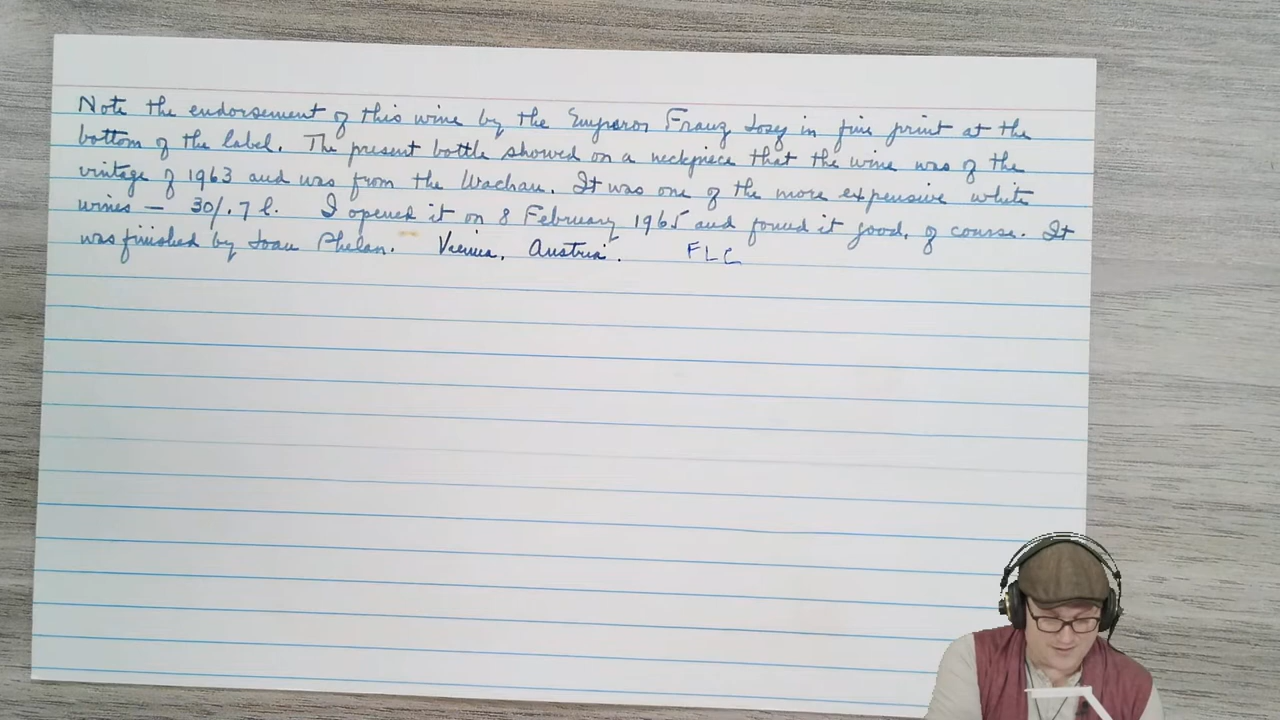 Note the endorsement of this wine by the Emperor Franz Josef in fine print at the
bottom of the label. The present bottle showed on a neckpiece that the wine was of the
vintage of 1963 and was from the Wachau. It was one of the more expensive white
wines — 30/.7 l. I opened it on 8 February 1965 and found it good, of course. It
was finished by Joan Phelan. Vienna, Austria. FLC